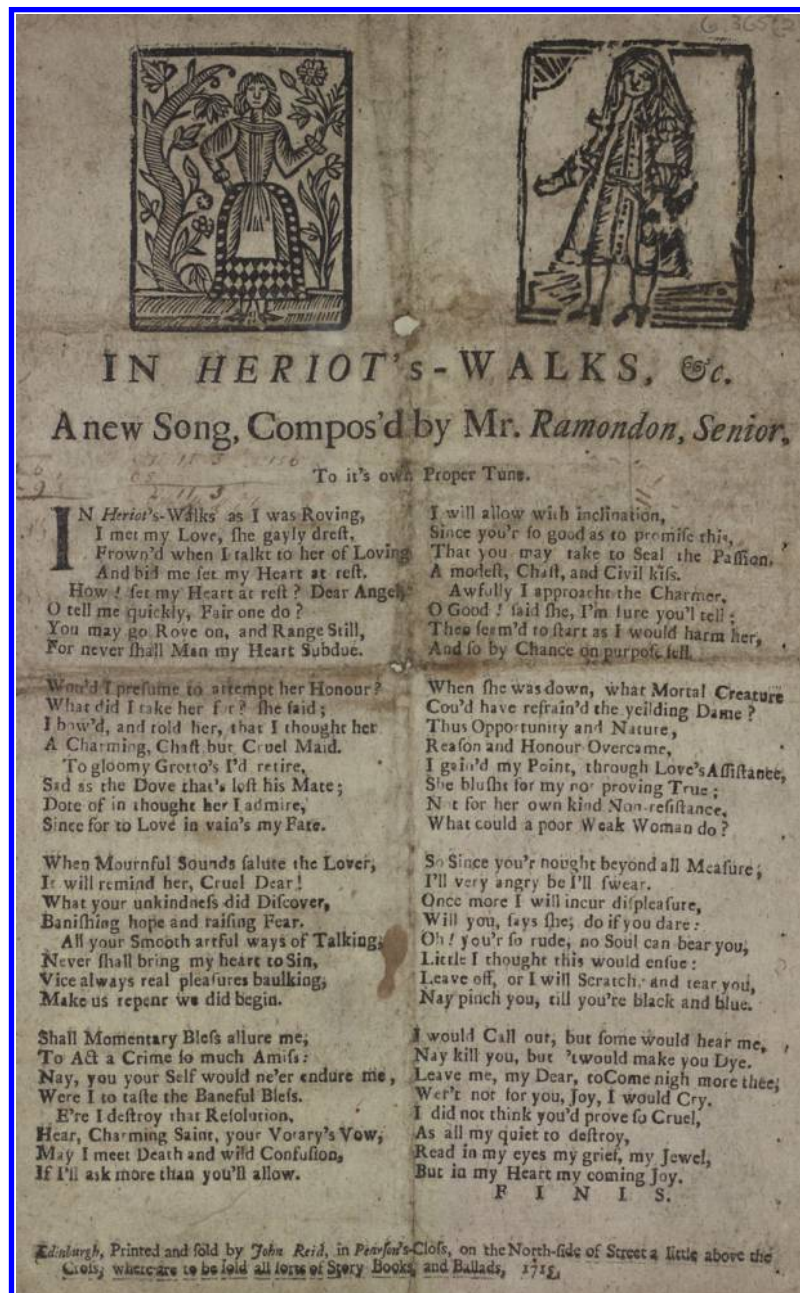 IN HERIOT's-WALKS, &c.
A new Song, Compos'd by Mr. Ramondon, Senior,
To it's own Proper Tune.
IN Heriot's-Walks as I was Roving,
I met my Love, she gayly drest,
Frown'd when I talkt to her of Loving
And bid me set my Heart at rest.
How! set my Heart at rest? Dear Angel,
O tell me quickly, Fair one do?
You may go Rove on, and Range Still,
For never shall Man my Heart Subdue.
Wou'd I presume to attempt her Honour?
What did I take her for? she said;
I bow'd, and told her, that I thought her
A Charming, Chast but Cruel Maid.
To gloomy Grotto's I'd retire,
Sad as the Dove that's lost his Mate;
Dote of in thought her I admire,
Since for to Love in vain's my Fate.
When Mournful Sounds salute the Lover,
It will remind her, Cruel Dear!
What your unkindness did Discover,
Banishing hope and raising Fear.
All your Smooth artful ways of Talking,
Never shall bring my heart to Sin,
Vice always real pleasures baulking,
Make us repent we did begin.
Shall Momentary Bless allure me,
To Act a Crime so much Amiss:
Nay, you your Self would ne'er endure me,
Were I to taste the Baneful Bless.
E're I destroy that Resolution,
Hear, Charming Saint, your Votary's Vow,
May I meet Death and wild Confusion,
If I'll ask more than you'll allow.
I will allow with inclination,
Since you'r so good as to promise this,
That you may take to Seal the Passion,
A modest, Chast, and Civil kiss.
Awfully I approacht the Charmer,
O Good! said she, I'm sure you'l tell;
Then seem'd to start as I would harm her,
And so by Chance on purpose fell.
When she was down, what Mortal Creature
Cou'd have refrain'd the yeilding Dame?
Thus Opportunity and Nature,
Reason and Honour Overcame,
I gain'd my Point, through Love's Assistance,
She blusht for my not proving True;
Not for her own kind Non-resistance,
What could a poor Weak Woman do?
So Since you'r nought beyond all Measure;
I'll very angry be I'll swear.
Once more I will incur displeasure,
Will you, says she; do if you dare:
Oh! you'r so rude, no Soul can bear you,
Little I thought this would ensue:
Leave off, or I will Scratch, and tear you,
Nay pinch you, till you're black and blue.
I would Call out, but some would hear me,
Nay kill you, but 'twould make you Dye.
Leave me, my Dear, to Come nigh more thee;
Wer't not for you, Joy, I would Cry.
I did not think you'd prove so Cruel,
As all my quiet to destroy,
Read in my eyes my grief, my Jewel,
But in my Heart my coming Joy.
FINIS.
Edinburgh, Printed and sold by John Reid, in Pearson's-Closs, on the North-side of Street a little above the
Cross, where are to be sold all sorts of Story Books, and Ballads,